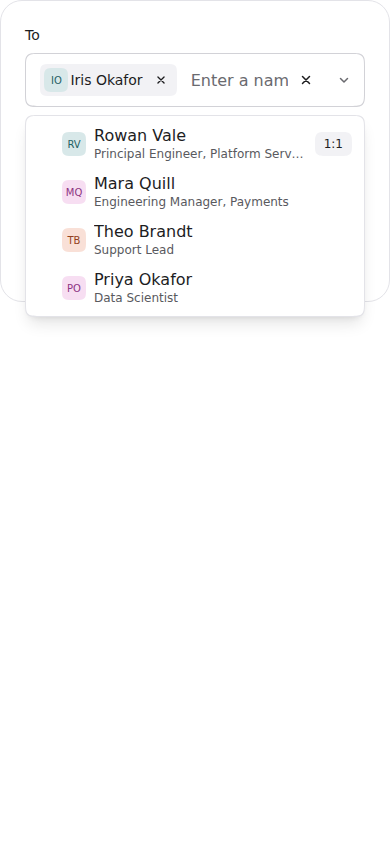 To
IO Iris Okafor
Enter a nam
RV Rowan Vale
Principal Engineer, Platform Serv…
1:1
MQ Mara Quill
Engineering Manager, Payments
TB Theo Brandt
Support Lead
PO Priya Okafor
Data Scientist